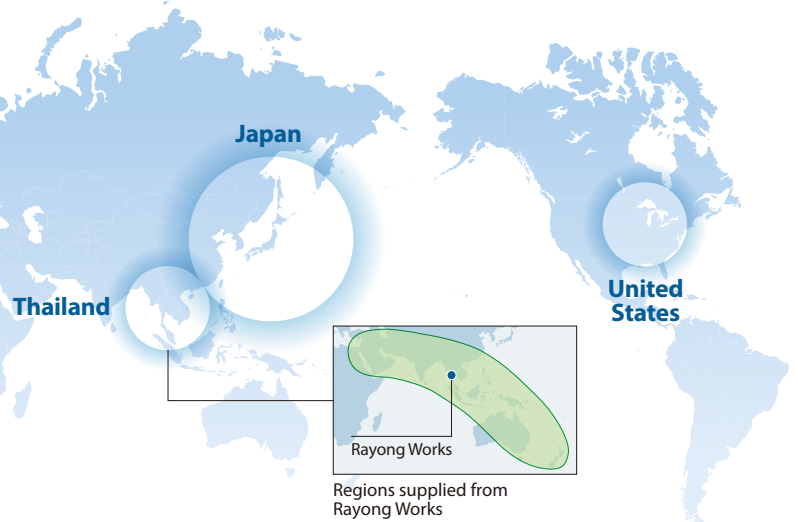 Japan
Thailand
United
States
Rayong Works
Regions supplied from
Rayong Works